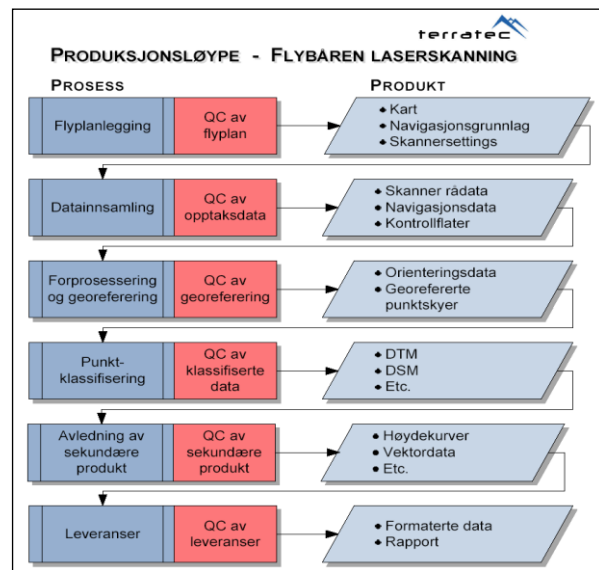 terratec
PRODUKSJONSLØYPE - FLYBÅREN LASERSKANNING
PROSESS
PRODUKT
Flyplanlegging
QC av
flyplan
Kart
Navigasjonsgrunnlag
Skannersettings
Datainnsamling
QC av
opptaksdata
Skanner rådata
Navigasjonsdata
Kontrollflater
Forprosessering
og georeferering
QC av
georeferering
Orienteringsdata
Georefererte
punktskyer
Punkt-
klassifisering
QC av
klassifiserte
data
DTM
DSM
Etc.
Avledning av
sekundære
produkt
QC av
sekundære
produkt
Høydekurver
Vektordata
Etc.
Leveranser
QC av
leveranser
Formaterte data
Rapport